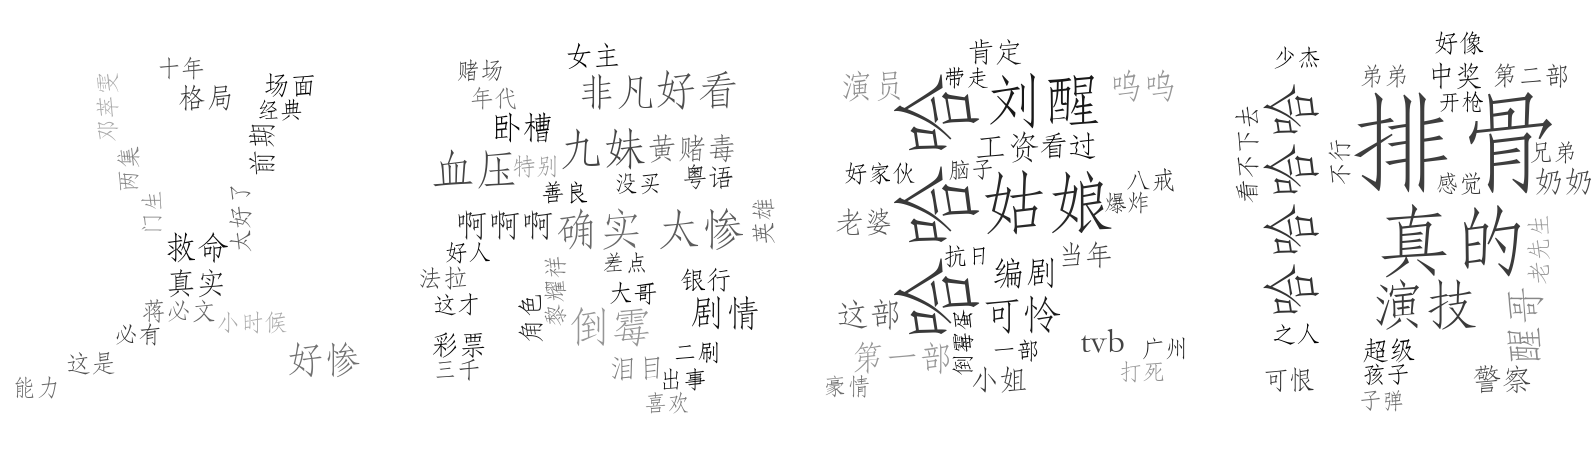 十年
格局
场面
经典
邓萃雯
前期
两集
门生
太好了
救命
真实
蒋必文
小时候
必有
这是
能力
好惨
女主
赌场
年代
非凡好看
卧槽
九妹
黄赌毒
血压
特别
善良
没买
粤语
啊啊啊
确实
太惨
英雄
好人
法拉
这才
角色
黎耀祥
差点
大哥
银行
倒霉
剧情
彩票
三千
泪目
二刷
出事
喜欢
肯定
演员
带走
哈哈哈
刘醒
呜呜
工资看过
好家伙
脑子
姑娘
八戒
爆炸
老婆
抗日
当年
编剧
这部
可怜
倒霉蛋
第一部
一部
tvb
广州
打死
豪情
小姐
好像
少杰
弟弟
中奖
第二部
开枪
哈哈哈哈
看不下去
不行
排骨
兄弟
感觉
奶奶
真的
老先生
演技
醒哥
之人
超级
孩子
可恨
子弹
警察